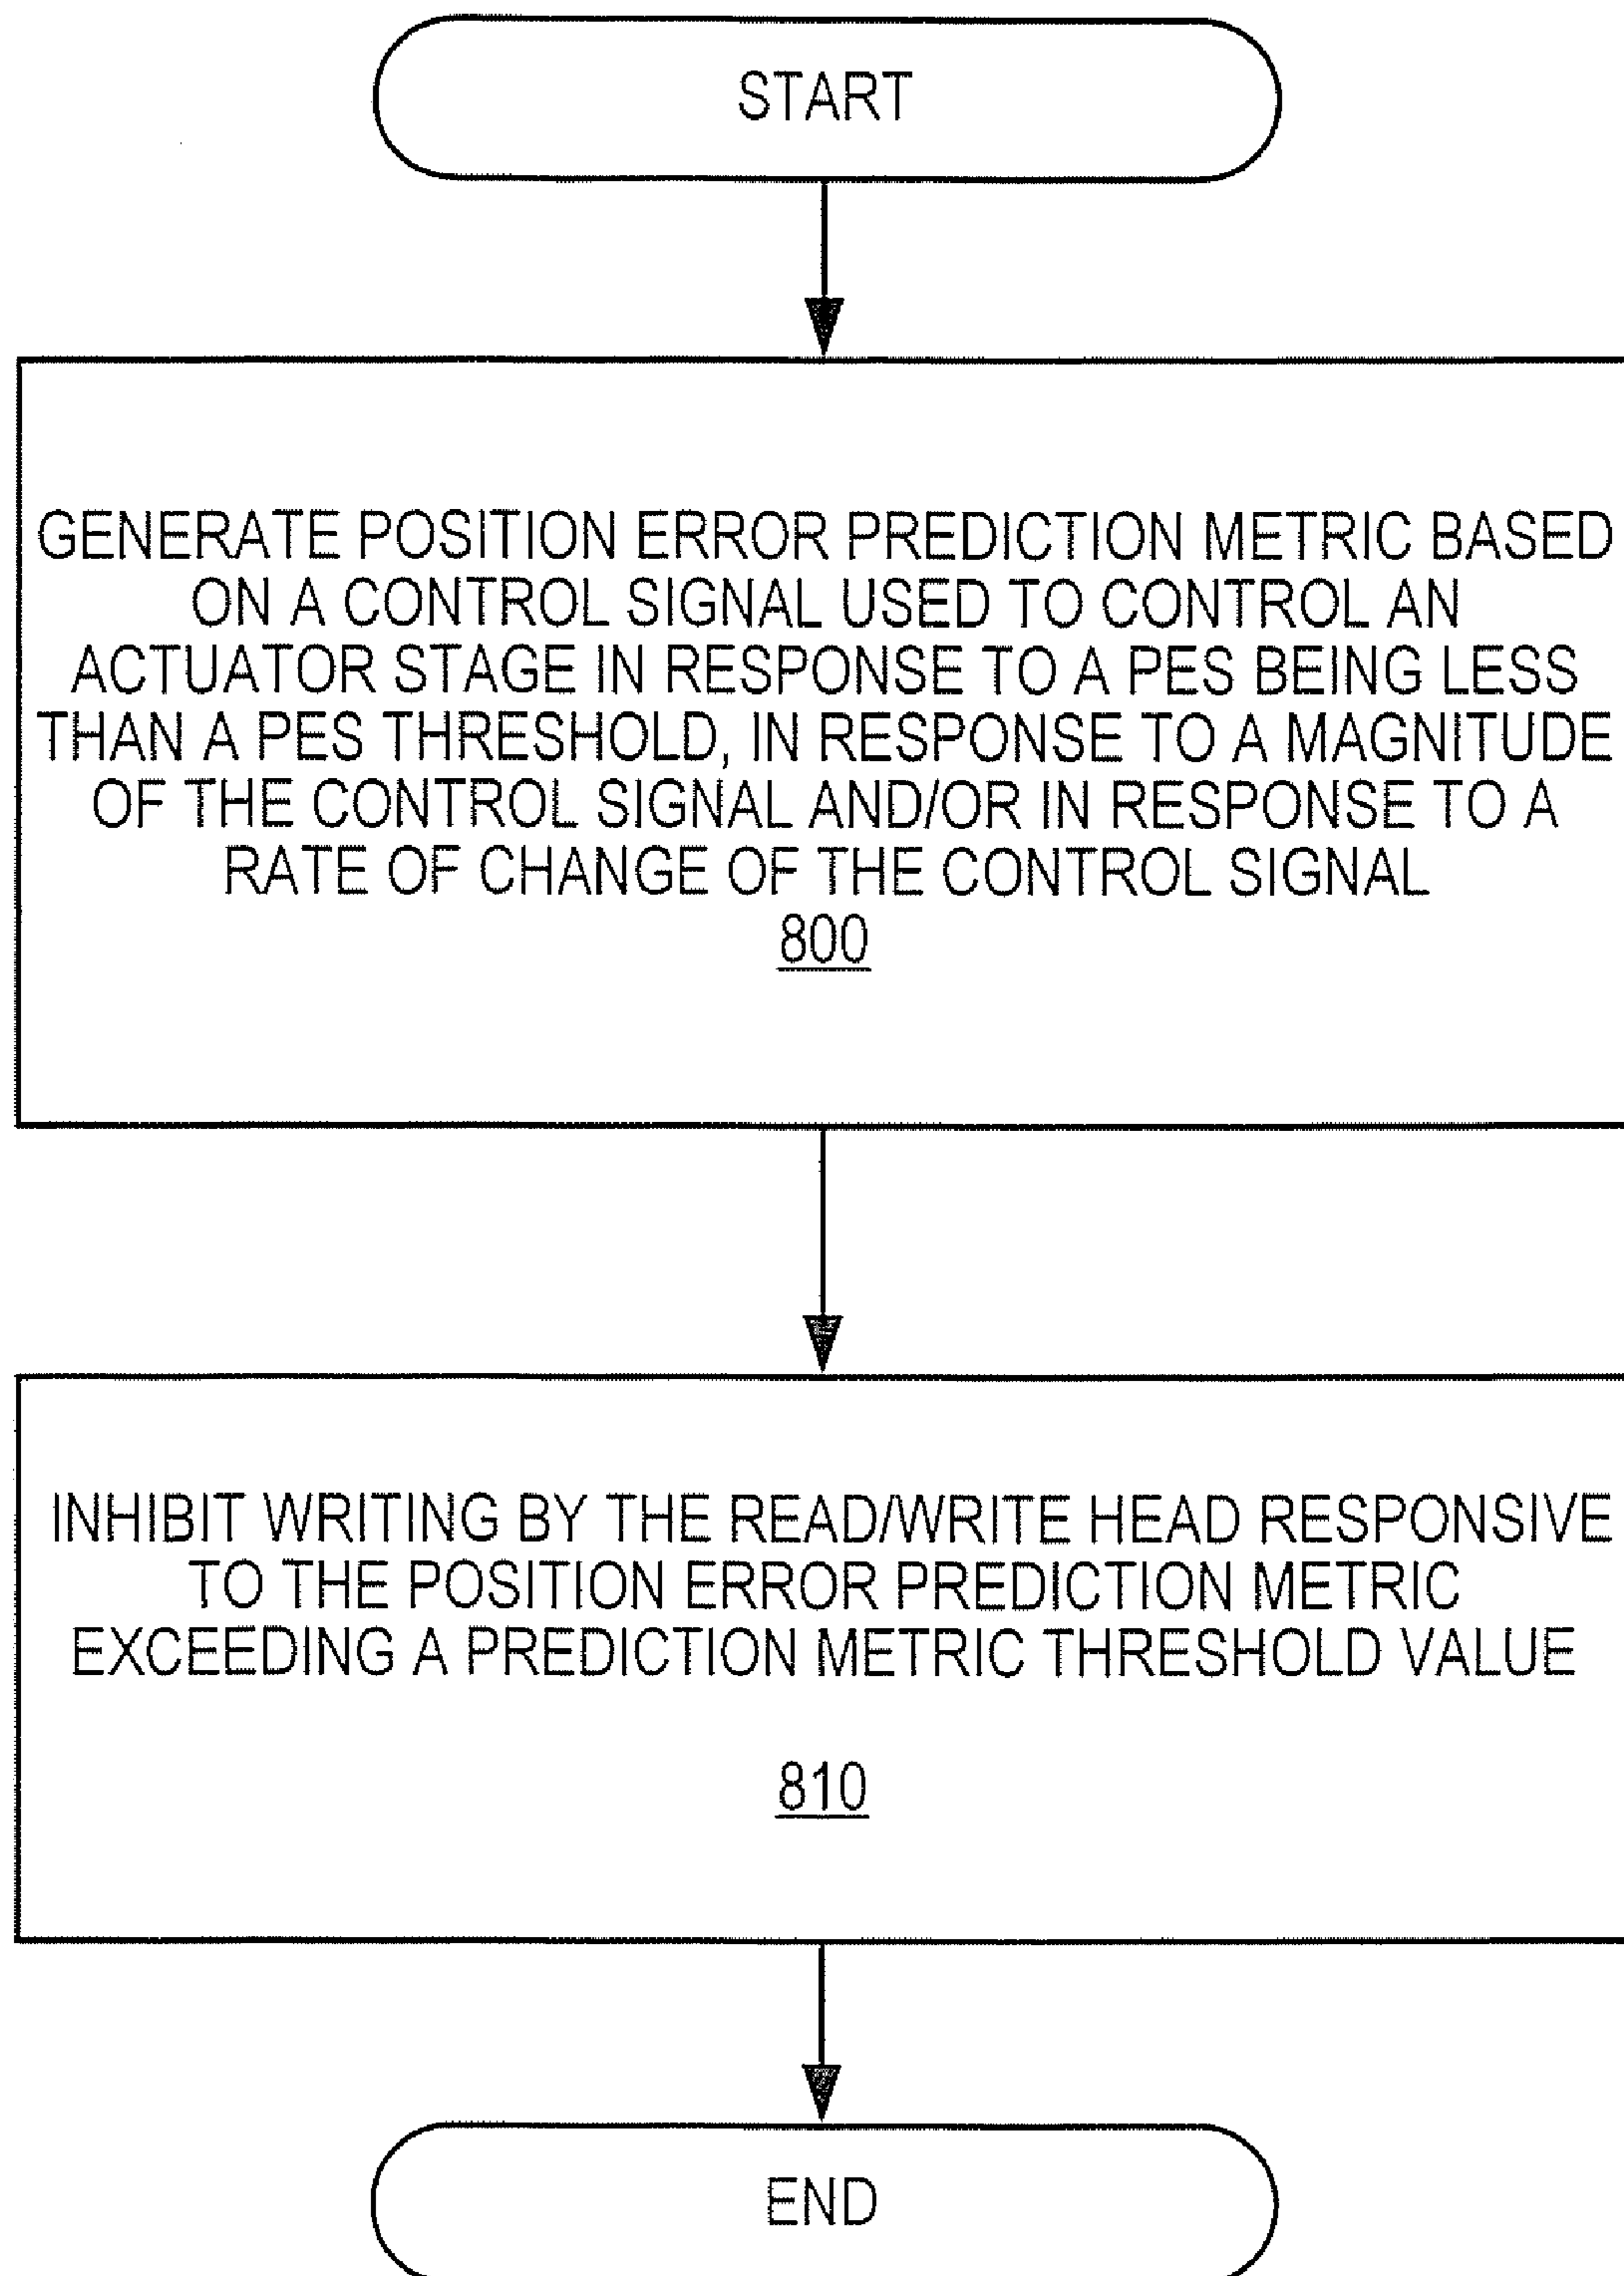 START
GENERATE POSITION ERROR PREDICTION METRIC BASED
ON A CONTROL SIGNAL USED TO CONTROL AN
ACTUATOR STAGE IN RESPONSE TO A PES BEING LESS
THAN A PES THRESHOLD, IN RESPONSE TO A MAGNITUDE
OF THE CONTROL SIGNAL AND/OR IN RESPONSE TO A
RATE OF CHANGE OF THE CONTROL SIGNAL
800
INHIBIT WRITING BY THE READ/WRITE HEAD RESPONSIVE
TO THE POSITION ERROR PREDICTION METRIC
EXCEEDING A PREDICTION METRIC THRESHOLD VALUE
810
END